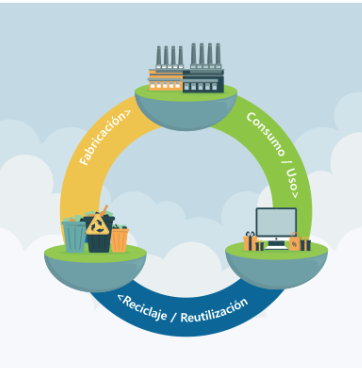 Fabricación>
Consumo / Uso>
<Reciclaje / Reutilización